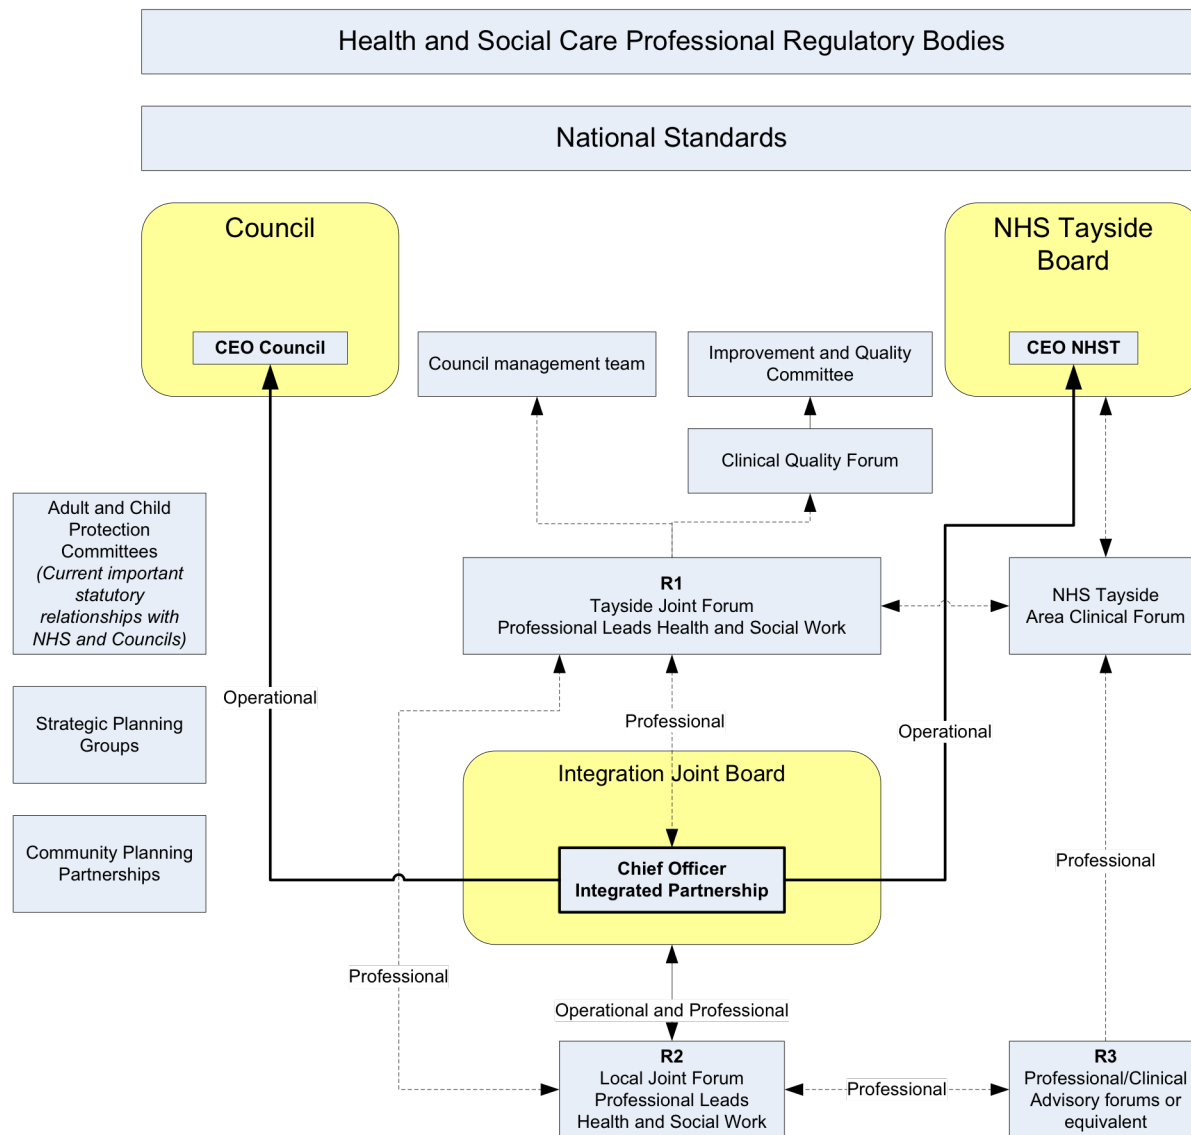 Health and Social Care Professional Regulatory Bodies
National Standards
Council
CEO Council
NHS Tayside
Board
CEO NHST
Council management team
Improvement and Quality
Committee
Clinical Quality Forum
Adult and Child
Protection
Committees
(Current important
statutory
relationships with
NHS and Councils)
R1
Tayside Joint Forum
Professional Leads Health and Social Work
NHS Tayside
Area Clinical Forum
Operational
Professional
Operational
Strategic Planning
Groups
Integration Joint Board
Community Planning
Partnerships
Chief Officer
Integrated Partnership
Professional
Professional
Operational and Professional
R2
Local Joint Forum
Professional Leads
Health and Social Work
Professional
R3
Professional/Clinical
Advisory forums or
equivalent